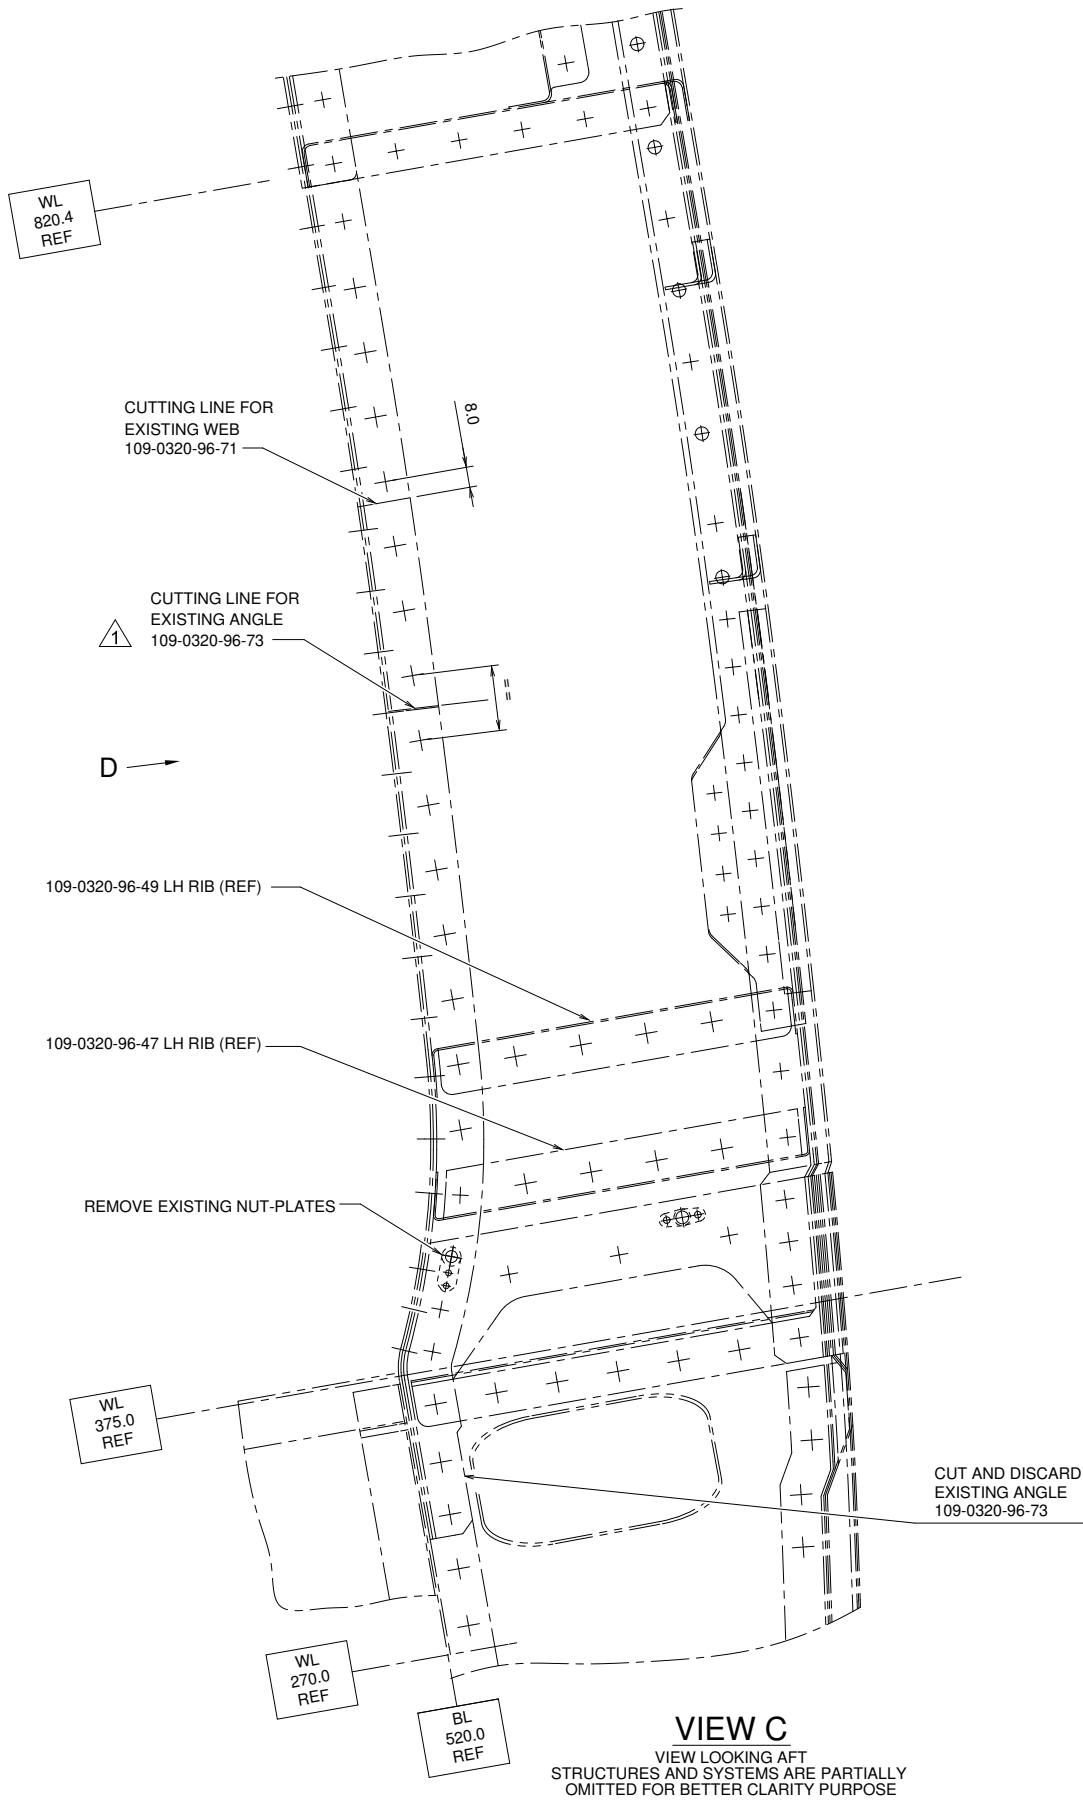 WL
820.4
REF
CUTTING LINE FOR
EXISTING WEB
109-0320-96-71
8.0
CUTTING LINE FOR
EXISTING ANGLE
109-0320-96-73
1
=
D
109-0320-96-49 LH RIB (REF)
109-0320-96-47 LH RIB (REF)
REMOVE EXISTING NUT-PLATES
WL
375.0
REF
CUT AND DISCARD
EXISTING ANGLE
109-0320-96-73
WL
270.0
REF
BL
520.0
REF
VIEW C
VIEW LOOKING AFT
STRUCTURES AND SYSTEMS ARE PARTIALLY
OMITTED FOR BETTER CLARITY PURPOSE